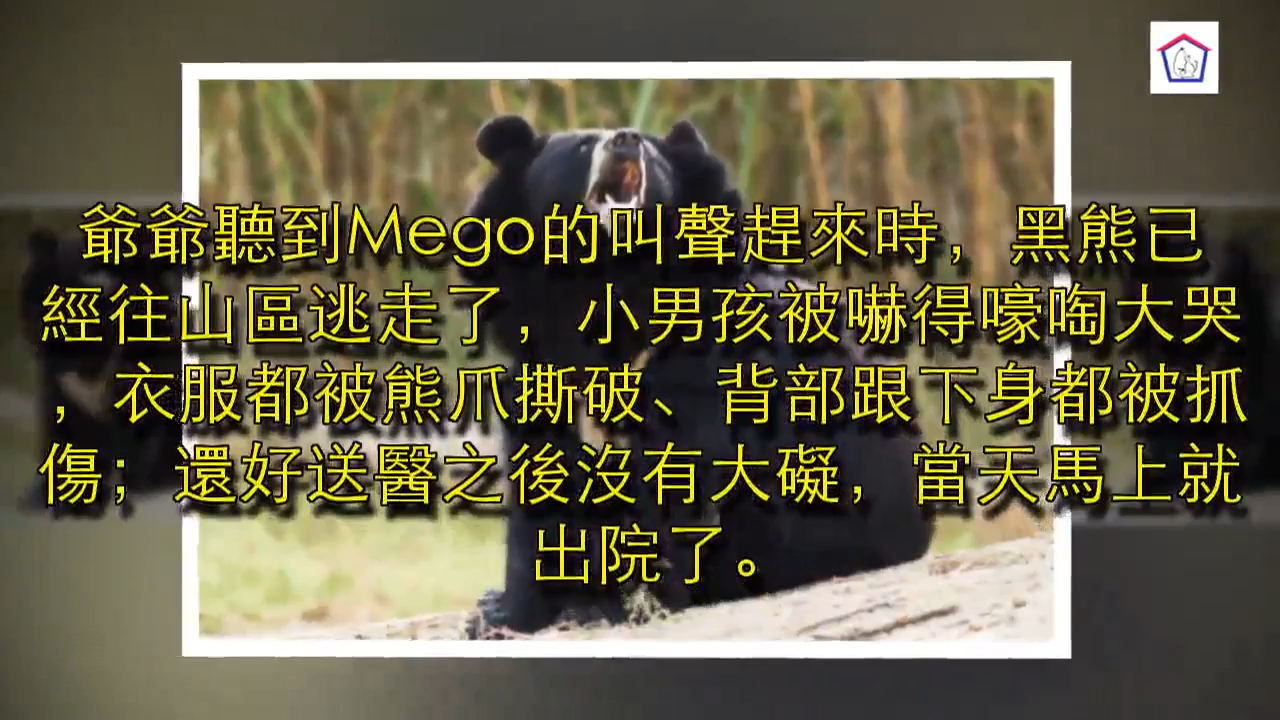 爺爺聽到Mego的叫聲趕來時，黑熊已
經往山區逃走了，小男孩被嚇得嚎啕大哭
，衣服都被熊爪撕破、背部跟下身都被抓
傷；還好送醫之後沒有大礙，當天馬上就
出院了。